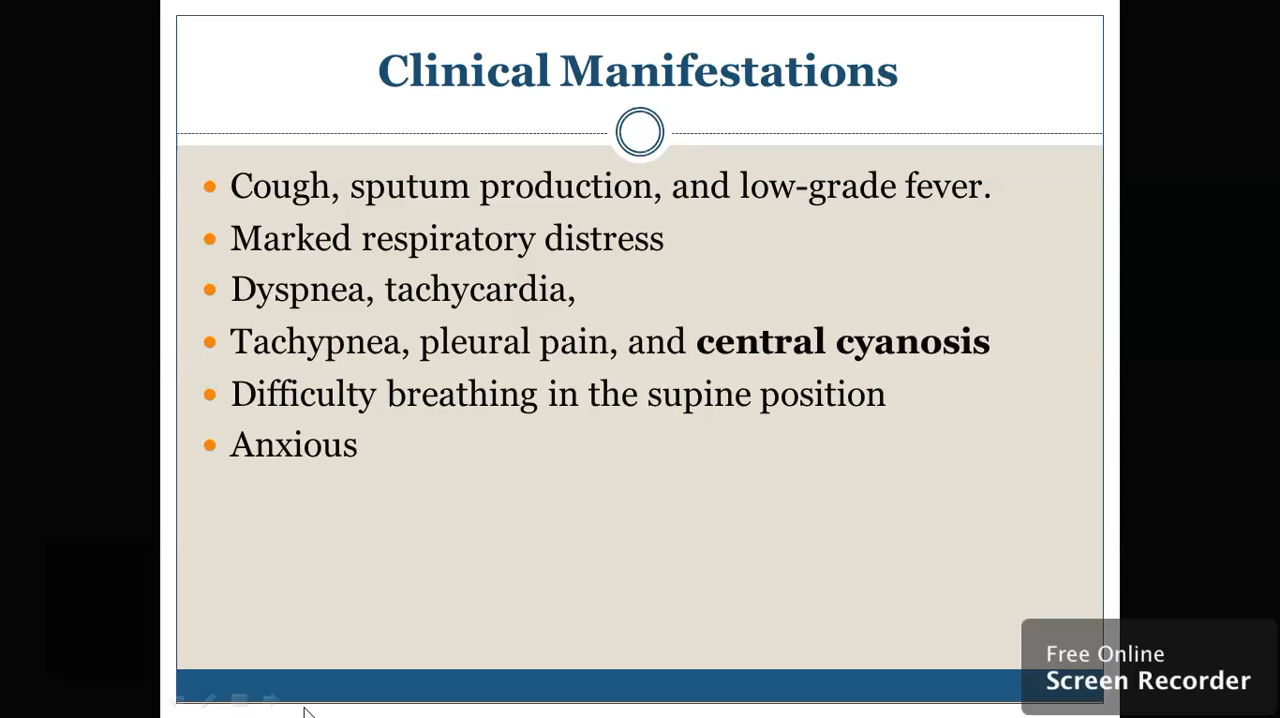 Clinical Manifestations
Cough, sputum production, and low-grade fever.
Marked respiratory distress
Dyspnea, tachycardia,
Tachypnea, pleural pain, and central cyanosis
Difficulty breathing in the supine position
Anxious
Free Online
Screen Recorder